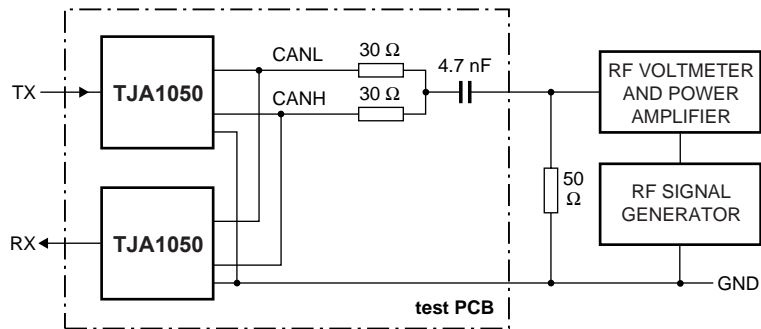 TX
TJA1050
CANL
CANH
30 Ω
30 Ω
4.7 nF
RF VOLTMETER
AND POWER
AMPLIFIER
50
Ω
RF SIGNAL
GENERATOR
RX
TJA1050
GND
test PCB